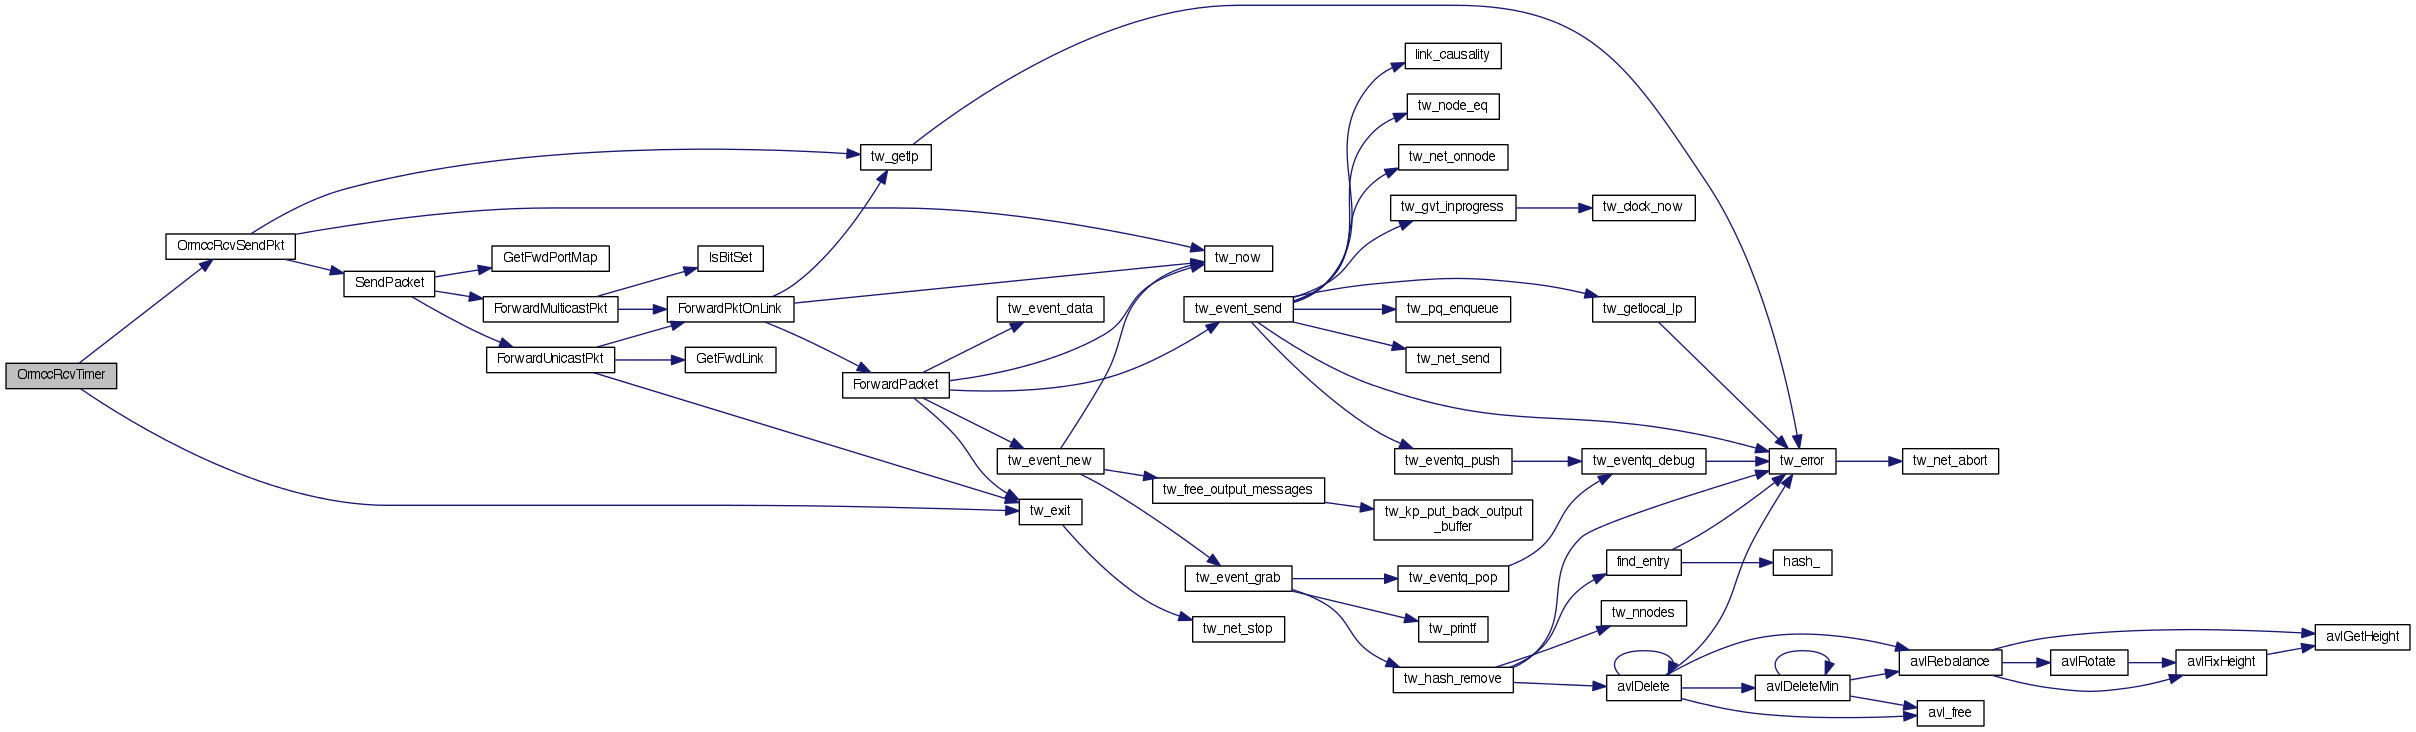 OrmccRcvTimer
OrmccRcvSendPkt
SendPacket
GetFwdPortMap
ForwardMulticastPkt
ForwardUnicastPkt
IsBitSet
ForwardPktOnLink
GetFwdLink
tw_getlp
ForwardPacket
tw_event_data
tw_event_new
tw_exit
tw_now
tw_event_send
tw_free_output_messages
tw_event_grab
tw_net_stop
link_causality
tw_node_eq
tw_net_onnode
tw_gvt_inprogress
tw_pq_enqueue
tw_net_send
tw_eventq_push
tw_kp_put_back_output
_buffer
tw_eventq_pop
tw_printf
tw_hash_remove
tw_clock_now
tw_getlocal_lp
tw_eventq_debug
find_entry
tw_nnodes
avlDelete
tw_error
hash_
avlDeleteMin
tw_net_abort
avlRebalance
avl_free
avlRotate
avlFixHeight
avlGetHeight